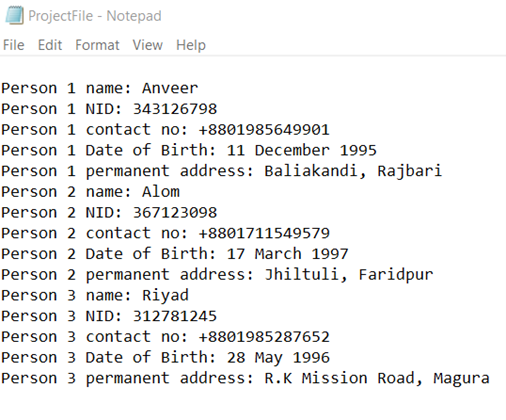 ProjectFile - Notepad
File Edit Format View Help
Person 1 name: Anveer
Person 1 NID: 343126798
Person 1 contact no: +8801985649901
Person 1 Date of Birth: 11 December 1995
Person 1 permanent address: Baliakandi, Rajbari
Person 2 name: Alom
Person 2 NID: 367123098
Person 2 contact no: +8801711549579
Person 2 Date of Birth: 17 March 1997
Person 2 permanent address: Jhiltuli, Faridpur
Person 3 name: Riyad
Person 3 NID: 312781245
Person 3 contact no: +8801985287652
Person 3 Date of Birth: 28 May 1996
Person 3 permanent address: R.K Mission Road, Magura